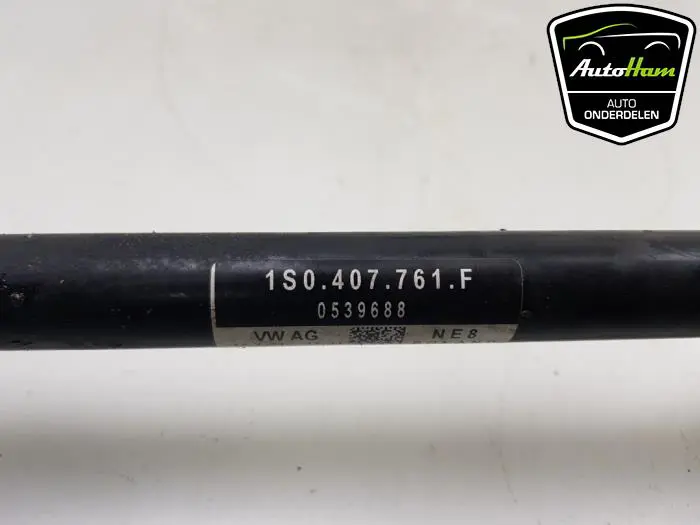 AutoHam
AUTO
ONDERDELEN
1S0.407.761.F
0539688
VW AG NE8